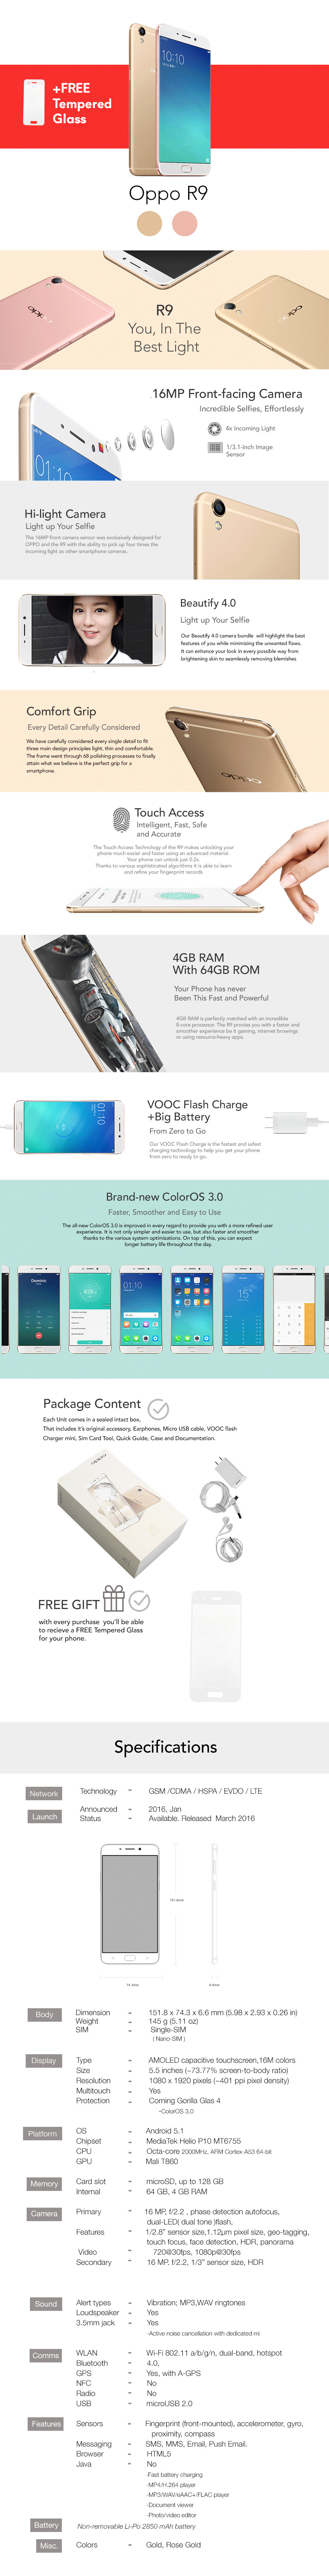 +FREE
Tempered
Glass
10:10
Oppo R9
R9
You, In The
Best Light
oppo
oppo
16MP Front-facing Camera
Incredible Selfies, Effortlessly
4x Incoming Light
1/3.1-Inch Image
Sensor
Hi-light Camera
Light up Your Selfie
The 16MP front camera sensor was exclusively designed for
OPPO and the R9 with the ability to pick up four times the
incoming light as other smartphone cameras.
Beautify 4.0
Light up Your Selfie
Our Beautify 4.0 camera bundle will highlight the best
features of you while minimizing the unwanted flaws.
It can enhance your look in every possible way from
brightening skin to seamlessly removing blemishes
Comfort Grip
Every Detail Carefully Considered
We have carefully considered every single detail to fit
three main design principles light, thin and comfortable.
The frame went through 68 polishing processes to finally
attain what we believe is the perfect grip for a
smartphone.
oppo
Touch Access
Intelligent, Fast, Safe
and Accurate
The Touch Access Technology of the R9 makes unlocking your
phone much easier and faster using an advanced material.
Your phone can unlock just 0.2s.
Thanks to various sophisticated algorithms it is able to learn
and refine your fingerprint records
4GB RAM
With 64GB ROM
Your Phone has never
Been This Fast and Powerful
4GB RAM is perfectly matched with an incredible
8-core processor. The R9 provies you with a faster and
smoother experience be it gaming, internet browsings
or using resource-heavy apps.
VOOC Flash Charge
+Big Battery
From Zero to Go
Our VOOC Flash Charge is the fastest and safest
charging technology to help you get your phone
from zero to ready to go.
01:10
Brand-new ColorOS 3.0
Faster, Smoother and Easy to Use
The all-new ColorOS 3.0 is improved in every regard to provide you with a more refined user
experience. It is not only simpler and easier to use, but also faster and smoother
thanks to the various system optimizations. On top of this, you can expect
longer battery life throughout the day.
Dominic
01:10
15°
Package Content
Each Unit comes in a sealed intact box,
That includes it's original accessory; Earphones, Micro USB cable, VOOC flash
Charger mini, Sim Card Tool, Quick Guide, Case and Documentation.
oppo
FREE GIFT
with every purchase you'll be able
to recieve a FREE Tempered Glass
for your phone.
Specifications
Network Technology - GSM /CDMA / HSPA / EVDO / LTE
Launch Announced - 2016, Jan
Status - Available. Released March 2016
151.8mm
74.3mm
6.6mm
Body Dimension - 151.8 x 74.3 x 6.6 mm (5.98 x 2.93 x 0.26 in)
Weight - 145 g (5.11 oz)
SIM - Single-SIM
( Nano-SIM )
Display Type - AMOLED capacitive touchscreen,16M colors
Size - 5.5 inches (~73.77% screen-to-body ratio)
Resolution - 1080 x 1920 pixels (~401 ppi pixel density)
Multitouch - Yes
Protection - Corning Gorilla Glas 4
-ColorOS 3.0
Platform OS - Android 5.1
Chipset - MediaTek Helio P10 MT6755
CPU - Octa-core 2000MHz, ARM Cortex-A53 64-bit
GPU - Mali T860
Memory Card slot - microSD, up to 128 GB
Internal - 64 GB, 4 GB RAM
Camera Primary - 16 MP, f/2.2 , phase detection autofocus,
dual-LED( dual tone )flash,
Features - 1/2.8" sensor size,1.12µm pixel size, geo-tagging,
touch focus, face detection, HDR, panorama
Video - 720@30fps, 1080p@30fps
Secondary - 16 MP, f/2.2, 1/3" sensor size, HDR
Sound Alert types - Vibration; MP3,WAV ringtones
Loudspeaker - Yes
3.5mm jack - Yes
-Active noise cancellation with dedicated mi
Comms WLAN - Wi-Fi 802.11 a/b/g/n, dual-band, hotspot
Bluetooth - 4.0,
GPS - Yes, with A-GPS
NFC - No
Radio - No
USB - microUSB 2.0
Features Sensors - Fingerprint (front-mounted), accelerometer, gyro,
proximity, compass
Messaging - SMS, MMS, Email, Push Email.
Browser - HTML5
Java - No
-Fast battery charging
-MP4/H.264 player
-MP3/WAV/eAAC+/FLAC player
-Document viewer
-Photo/video editor
Battery Non-removable Li-Po 2850 mAh battery
Misc. Colors - Gold, Rose Gold